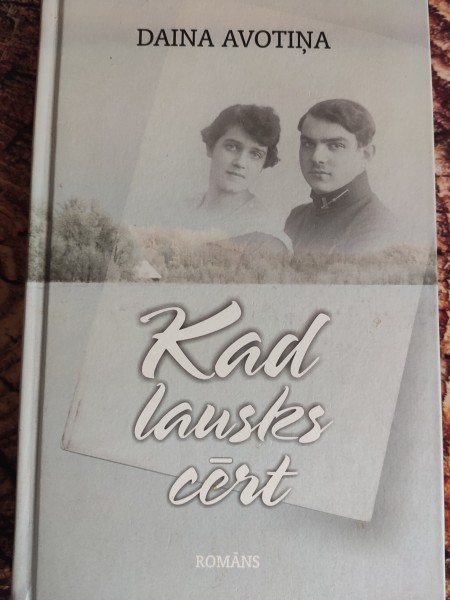 DAINA AVOTIŅA
Kad
lausks
cērt
ROMĀNS